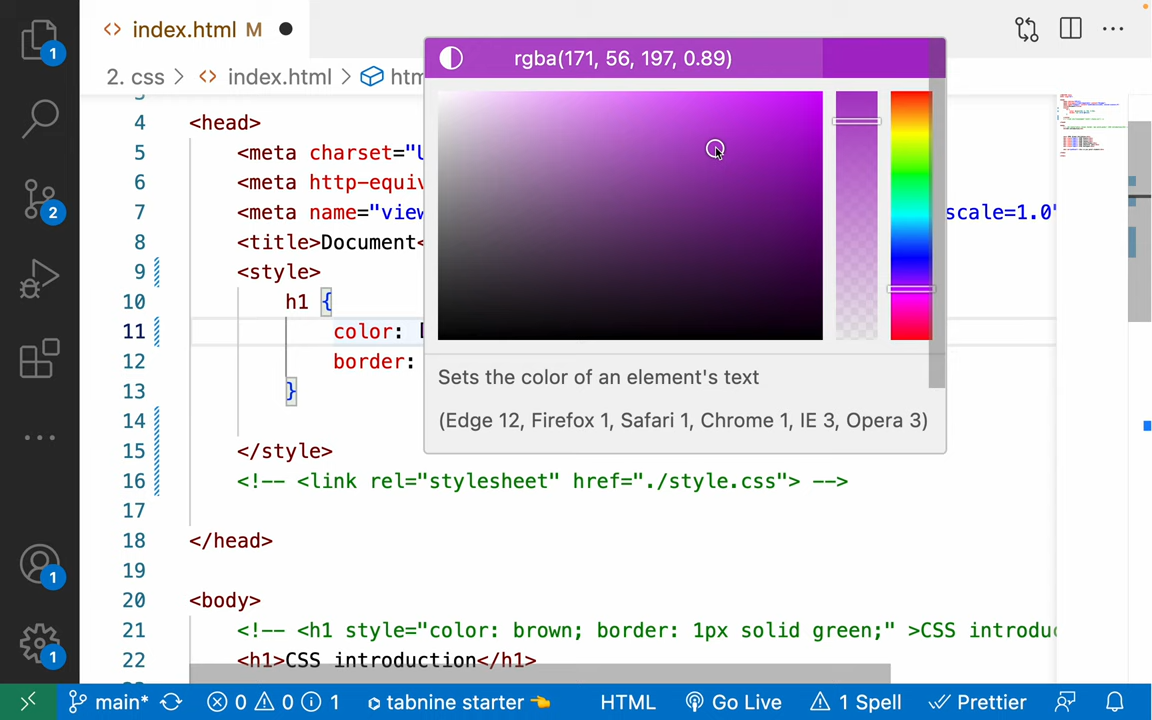 index.html M
rgba(171, 56, 197, 0.89)
2. css > index.html > htm
4 <head>
5 <meta charset="U
6 <meta http-equiv
7 <meta name="view scale=1.0"
8 <title>Document<
9 <style>
10 h1 {
11 color:
12 border:
13 }
14
15 </style>
16 <!-- <link rel="stylesheet" href="./style.css"> -->
17
18 </head>
19
20 <body>
21 <!-- <h1 style="color: brown; border: 1px solid green;" >CSS introduc
22 <h1>CSS introduction</h1>
Sets the color of an element's text
(Edge 12, Firefox 1, Safari 1, Chrome 1, IE 3, Opera 3)
1
2
1
1
main* 0 0 1 tabnine starter HTML Go Live 1 Spell Prettier